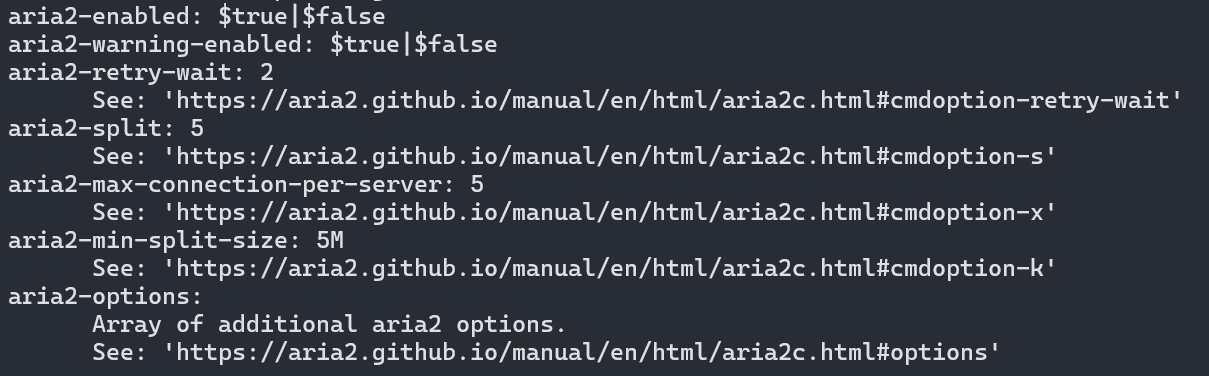 aria2-enabled: $true|$false
aria2-warning-enabled: $true|$false
aria2-retry-wait: 2
See: 'https://aria2.github.io/manual/en/html/aria2c.html#cmdoption-retry-wait'
aria2-split: 5
See: 'https://aria2.github.io/manual/en/html/aria2c.html#cmdoption-s'
aria2-max-connection-per-server: 5
See: 'https://aria2.github.io/manual/en/html/aria2c.html#cmdoption-x'
aria2-min-split-size: 5M
See: 'https://aria2.github.io/manual/en/html/aria2c.html#cmdoption-k'
aria2-options:
Array of additional aria2 options.
See: 'https://aria2.github.io/manual/en/html/aria2c.html#options'